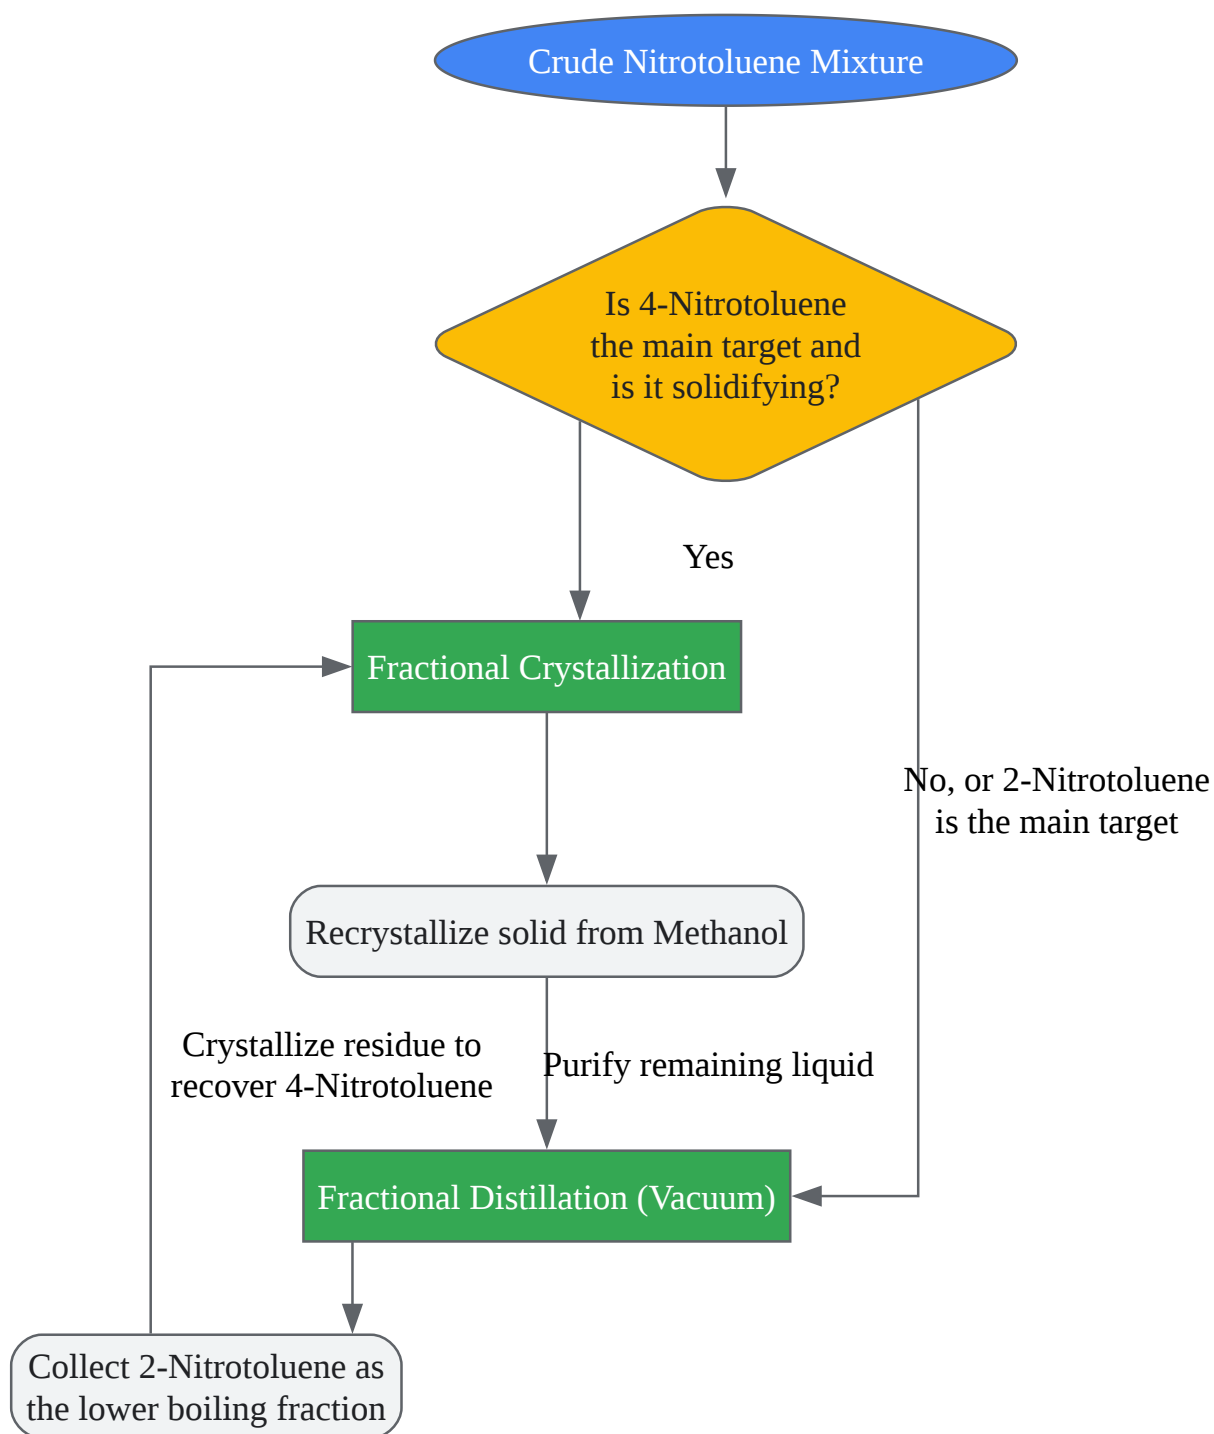 Crude Nitrotoluene Mixture
Is 4-Nitrotoluene
the main target and
is it solidifying?
Yes
Fractional Crystallization
No, or 2-Nitrotoluene
is the main target
Recrystallize solid from Methanol
Crystallize residue to
recover 4-Nitrotoluene
Purify remaining liquid
Fractional Distillation (Vacuum)
Collect 2-Nitrotoluene as
the lower boiling fraction